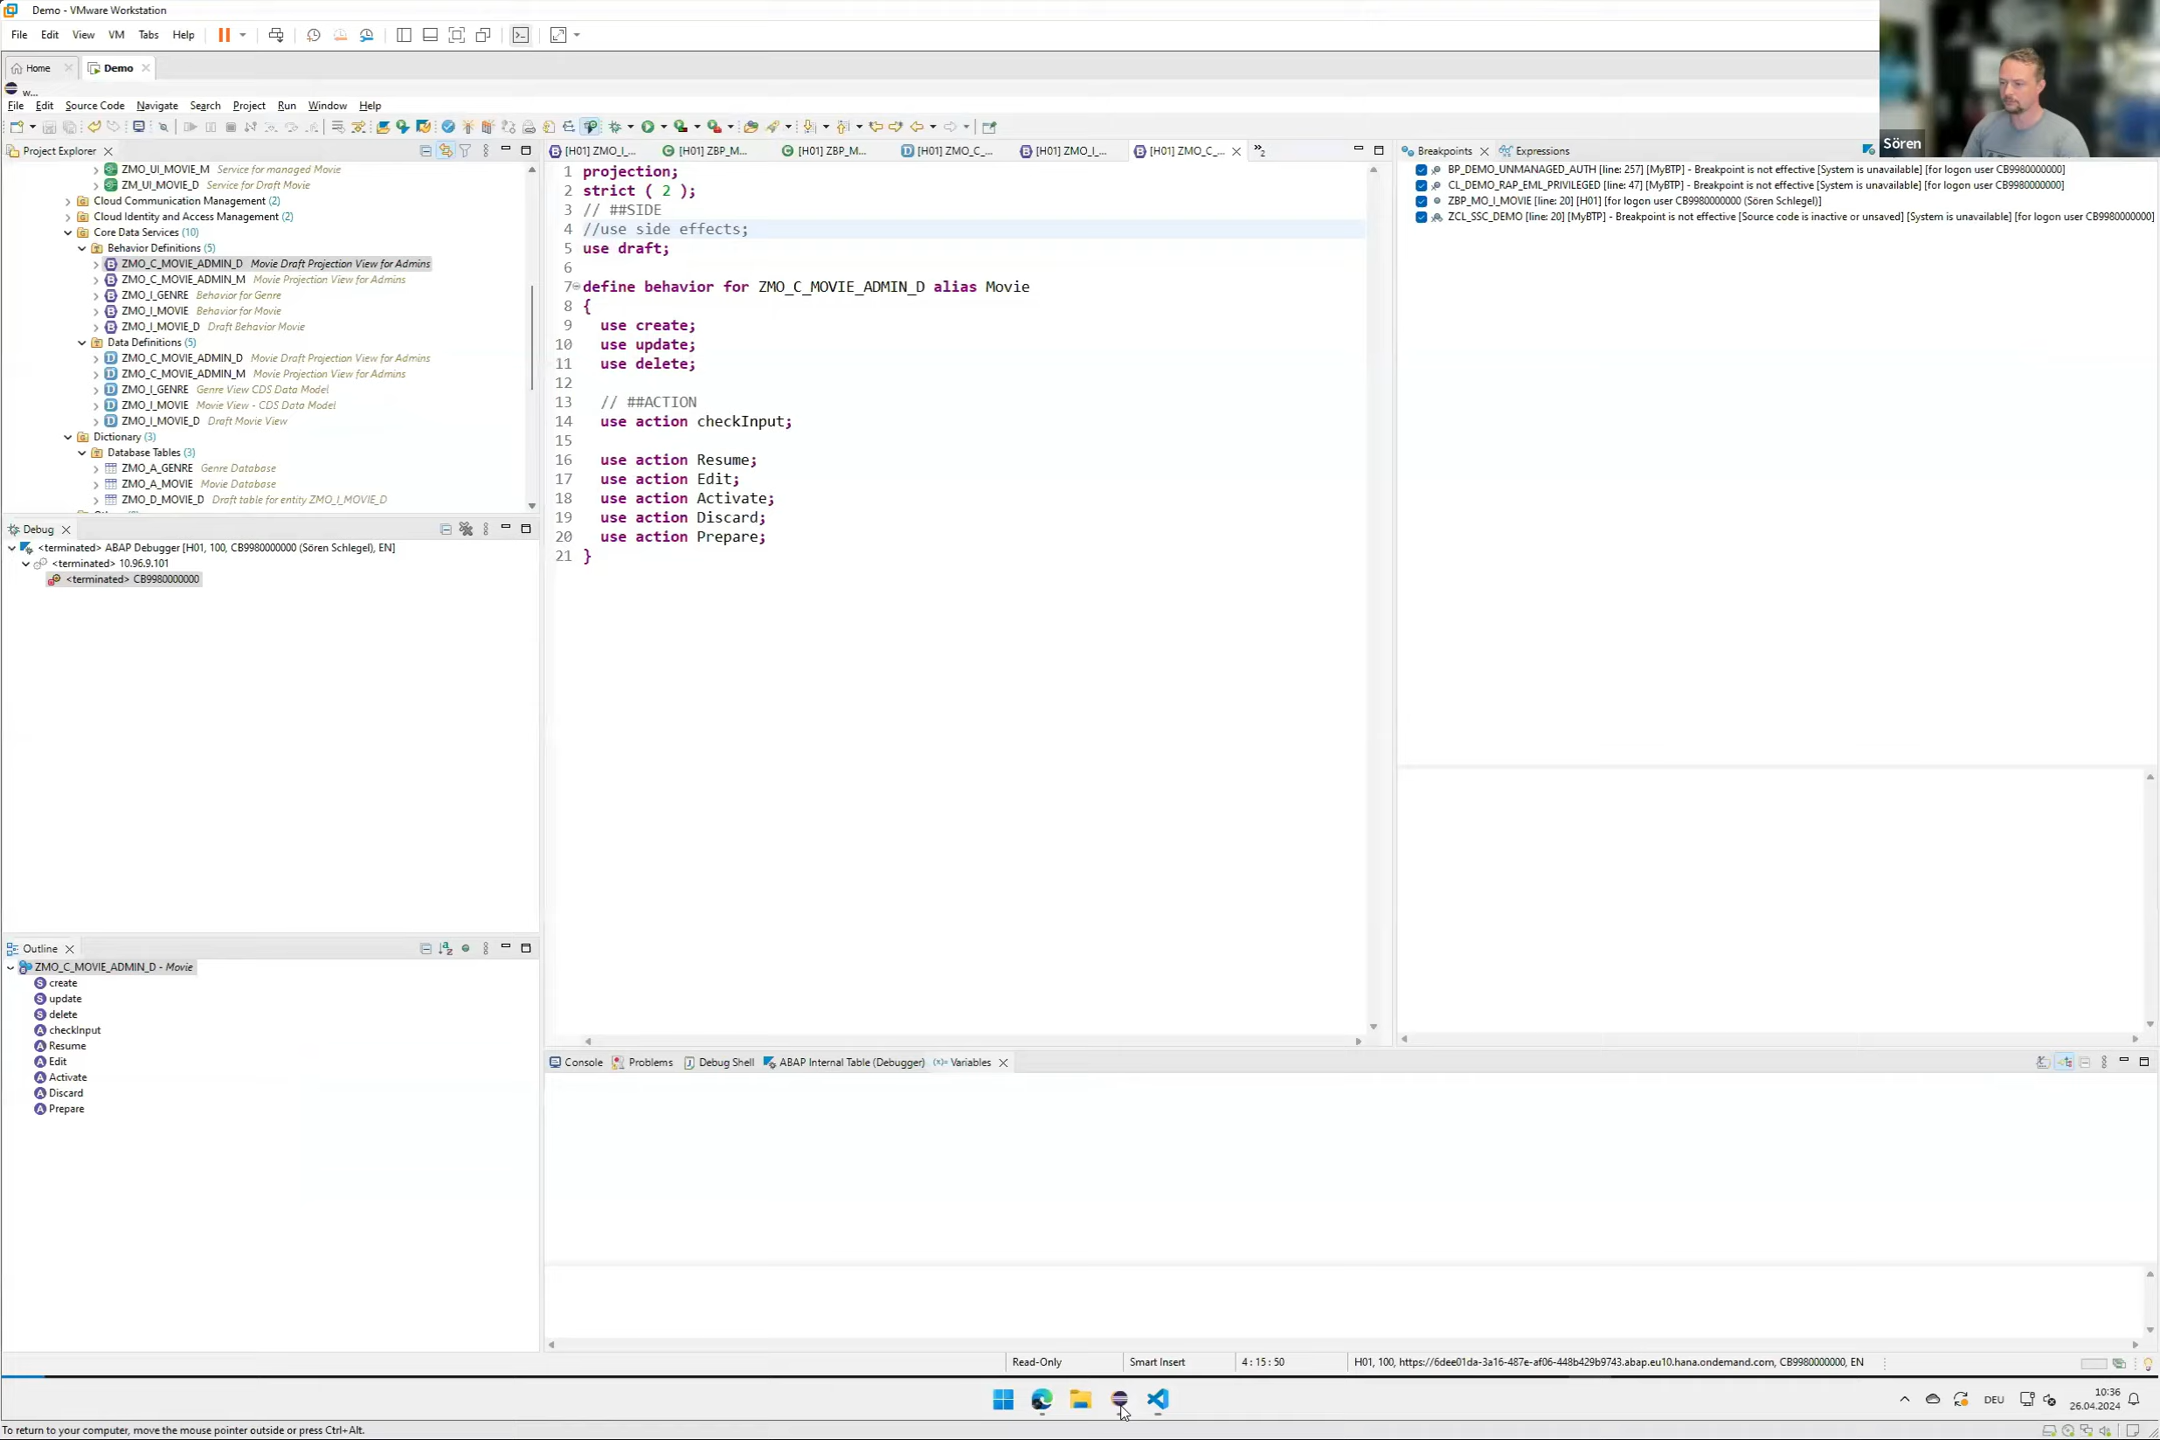 Demo - VMware Workstation
File Edit View VM Tabs Help
Home
Demo
w...
File Edit Source Code Navigate Search Project Run Window Help
Sören
Project Explorer
ZMO_UI_MOVIE_M Service for managed Movie
ZM_UI_MOVIE_D Service for Draft Movie
Cloud Communication Management (2)
Cloud Identity and Access Management (2)
Core Data Services (10)
Behavior Definitions (5)
ZMO_C_MOVIE_ADMIN_D Movie Draft Projection View for Admins
ZMO_C_MOVIE_ADMIN_M Movie Projection View for Admins
ZMO_I_GENRE Behavior for Genre
ZMO_I_MOVIE Behavior for Movie
ZMO_I_MOVIE_D Draft Behavior Movie
Data Definitions (5)
ZMO_C_MOVIE_ADMIN_D Movie Draft Projection View for Admins
ZMO_C_MOVIE_ADMIN_M Movie Projection View for Admins
ZMO_I_GENRE Genre View CDS Data Model
ZMO_I_MOVIE Movie View - CDS Data Model
ZMO_I_MOVIE_D Draft Movie View
Dictionary (3)
Database Tables (3)
ZMO_A_GENRE Genre Database
ZMO_A_MOVIE Movie Database
ZMO_D_MOVIE_D Draft table for entity ZMO_I_MOVIE_D
Debug
<terminated> ABAP Debugger [H01, 100, CB9980000000 (Sören Schlegel), EN]
<terminated> 10.96.9.101
<terminated> CB9980000000
Outline
ZMO_C_MOVIE_ADMIN_D - Movie
create
update
delete
checkInput
Resume
Edit
Activate
Discard
Prepare
[H01] ZMO_I_... [H01] ZBP_M... [H01] ZBP_M... [H01] ZMO_C_... [H01] ZMO_I_... [H01] ZMO_C_... 2
1 projection;
2 strict ( 2 );
3 // ##SIDE
4 //use side effects;
5 use draft;
6
7 define behavior for ZMO_C_MOVIE_ADMIN_D alias Movie
8 {
9 use create;
10 use update;
11 use delete;
12
13 // ##ACTION
14 use action checkInput;
15
16 use action Resume;
17 use action Edit;
18 use action Activate;
19 use action Discard;
20 use action Prepare;
21 }
Breakpoints Expressions
BP_DEMO_UNMANAGED_AUTH [line: 257] [MyBTP] - Breakpoint is not effective [System is unavailable] [for logon user CB9980000000]
CL_DEMO_RAP_EML_PRIVILEGED [line: 47] [MyBTP] - Breakpoint is not effective [System is unavailable] [for logon user CB9980000000]
ZBP_MO_I_MOVIE [line: 20] [H01] [for logon user CB9980000000 (Sören Schlegel)]
ZCL_SSC_DEMO [line: 20] [MyBTP] - Breakpoint is not effective [Source code is inactive or unsaved] [System is unavailable] [for logon user CB9980000000]
Console Problems Debug Shell ABAP Internal Table (Debugger) (x)= Variables
Read-Only Smart Insert 4 : 15 : 50 H01, 100, https://6dee01da-3a16-487e-af06-448b429b9743.abap.eu10.hana.ondemand.com, CB9980000000, EN
DEU
10:36
26.04.2024
To return to your computer, move the mouse pointer outside or press Ctrl+Alt.